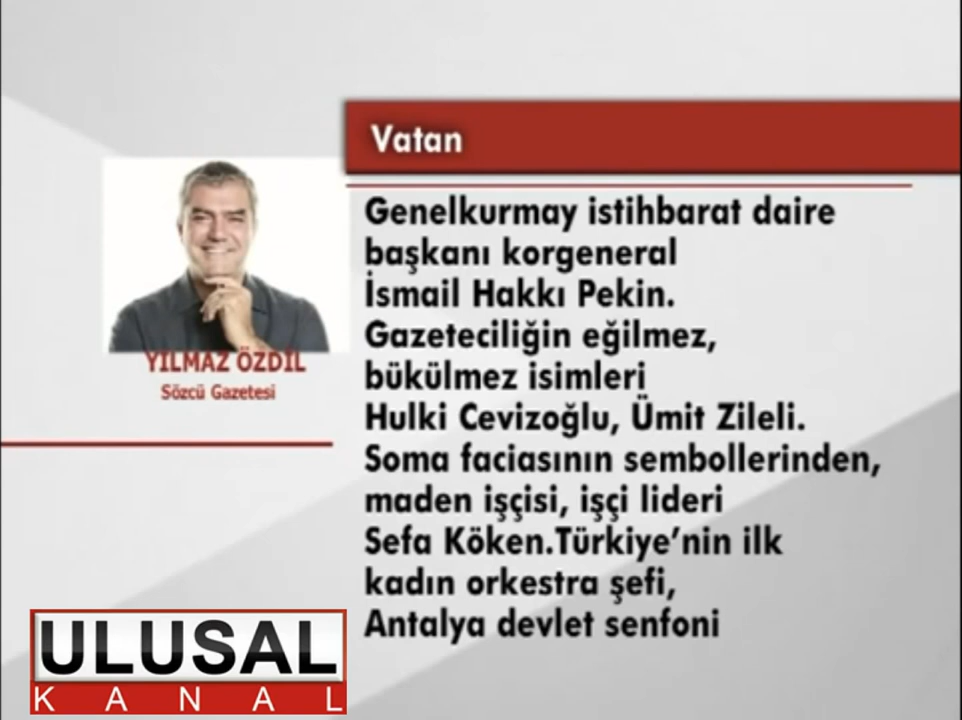 Vatan
Genelkurmay istihbarat daire
başkanı korgeneral
İsmail Hakkı Pekin.
Gazeteciliğin eğilmez,
bükülmez isimleri
Hulki Cevizoğlu, Ümit Zileli.
Soma faciasının sembollerinden,
maden işçisi, işçi lideri
Sefa Köken.Türkiye'nin ilk
kadın orkestra şefi,
Antalya devlet senfoni
YILMAZ ÖZDİL
Sözcü Gazetesi
ULUSAL
KANAL